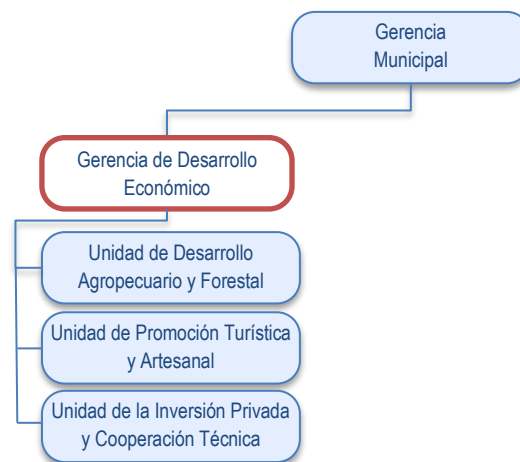 Gerencia
Municipal
Gerencia de Desarrollo
Económico
Unidad de Desarrollo
Agropecuario y Forestal
Unidad de Promoción Turística
y Artesanal
Unidad de la Inversión Privada
y Cooperación Técnica